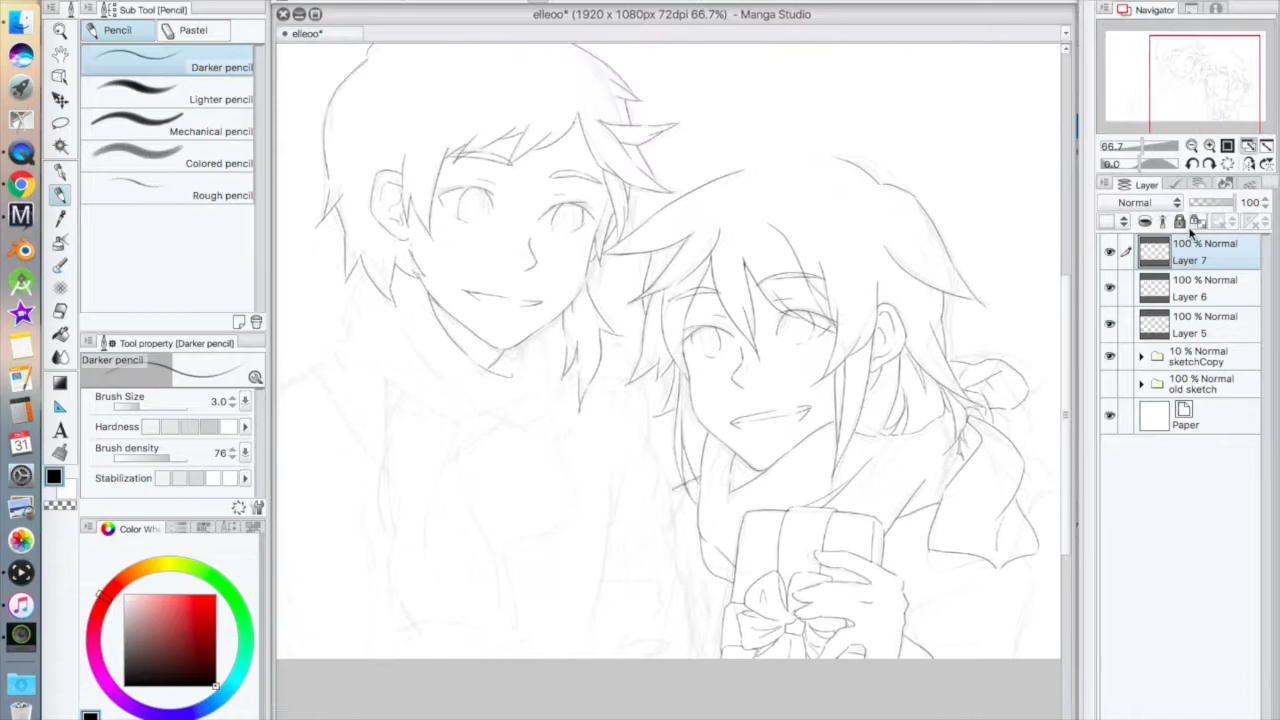 Sub Tool [Pencil]
Pencil
Pastel
Darker pencil
Lighter pencil
Mechanical pencil
Colored pencil
Rough pencil
Tool property [Darker pencil]
Darker pencil
Brush Size
3.0
Hardness
Brush density
76
Stabilization
Color Whe
31
elleoo* (1920 x 1080px 72dpi 66.7%) - Manga Studio
elleoo*
Navigator
66.7
0.0
Layer
Normal
100
100 % Normal
Layer 7
100 % Normal
Layer 6
100 % Normal
Layer 5
10 % Normal
sketchCopy
100 % Normal
old sketch
Paper